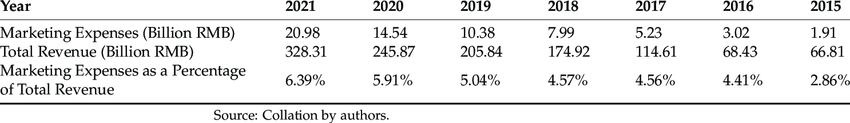 Year 2021 2020 2019 2018 2017 2016 2015
Marketing Expenses (Billion RMB) 20.98 14.54 10.38 7.99 5.23 3.02 1.91
Total Revenue (Billion RMB) 328.31 245.87 205.84 174.92 114.61 68.43 66.81
Marketing Expenses as a Percentage
of Total Revenue 6.39% 5.91% 5.04% 4.57% 4.56% 4.41% 2.86%
Source: Collation by authors.